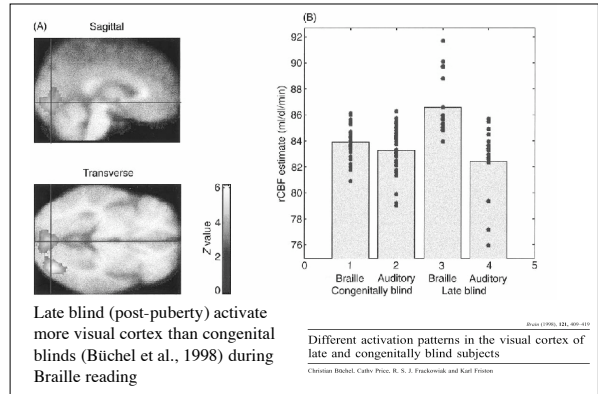 (A)
Sagittal
Transverse
6
4
2
0
Z value
(B)
92
90
88
86
84
82
80
78
76
rCBF estimate (ml/dl/min)
0 1 2 3 4 5
Braille Auditory Braille Auditory
Congenitally blind Late blind
Late blind (post-puberty) activate
more visual cortex than congenital
blinds (Büchel et al., 1998) during
Braille reading
Brain (1998), 121, 409–419
Different activation patterns in the visual cortex of
late and congenitally blind subjects
Christian Büchel, Cathy Price, R. S. J. Frackowiak and Karl Friston